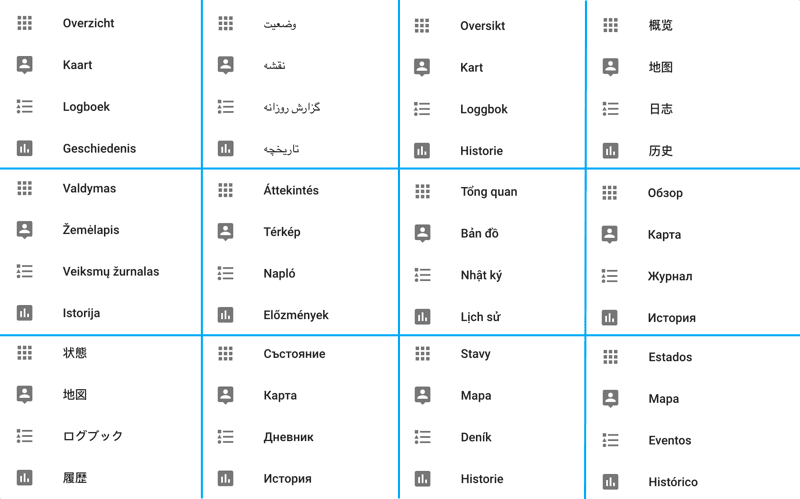 Overzicht
Kaart
Logboek
Geschiedenis
وضعیت
نقشه
گزارش روزانه
تاریخچه
Oversikt
Kart
Loggbok
Historie
概览
地图
日志
历史
Valdymas
Žemėlapis
Veiksmų žurnalas
Istorija
Áttekintés
Térkép
Napló
Előzmények
Tổng quan
Bản đồ
Nhật ký
Lịch sử
Обзор
Карта
Журнал
История
状態
地図
ログブック
履歴
Състояние
Карта
Дневник
История
Stavy
Mapa
Deník
Historie
Estados
Mapa
Eventos
Histórico